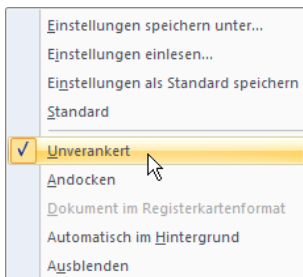 Einstellungen speichern unter...
Einstellungen einlesen...
Einstellungen als Standard speichern
Standard
Unverankert
Andocken
Dokument im Registerkartenformat
Automatisch im Hintergrund
Ausblenden